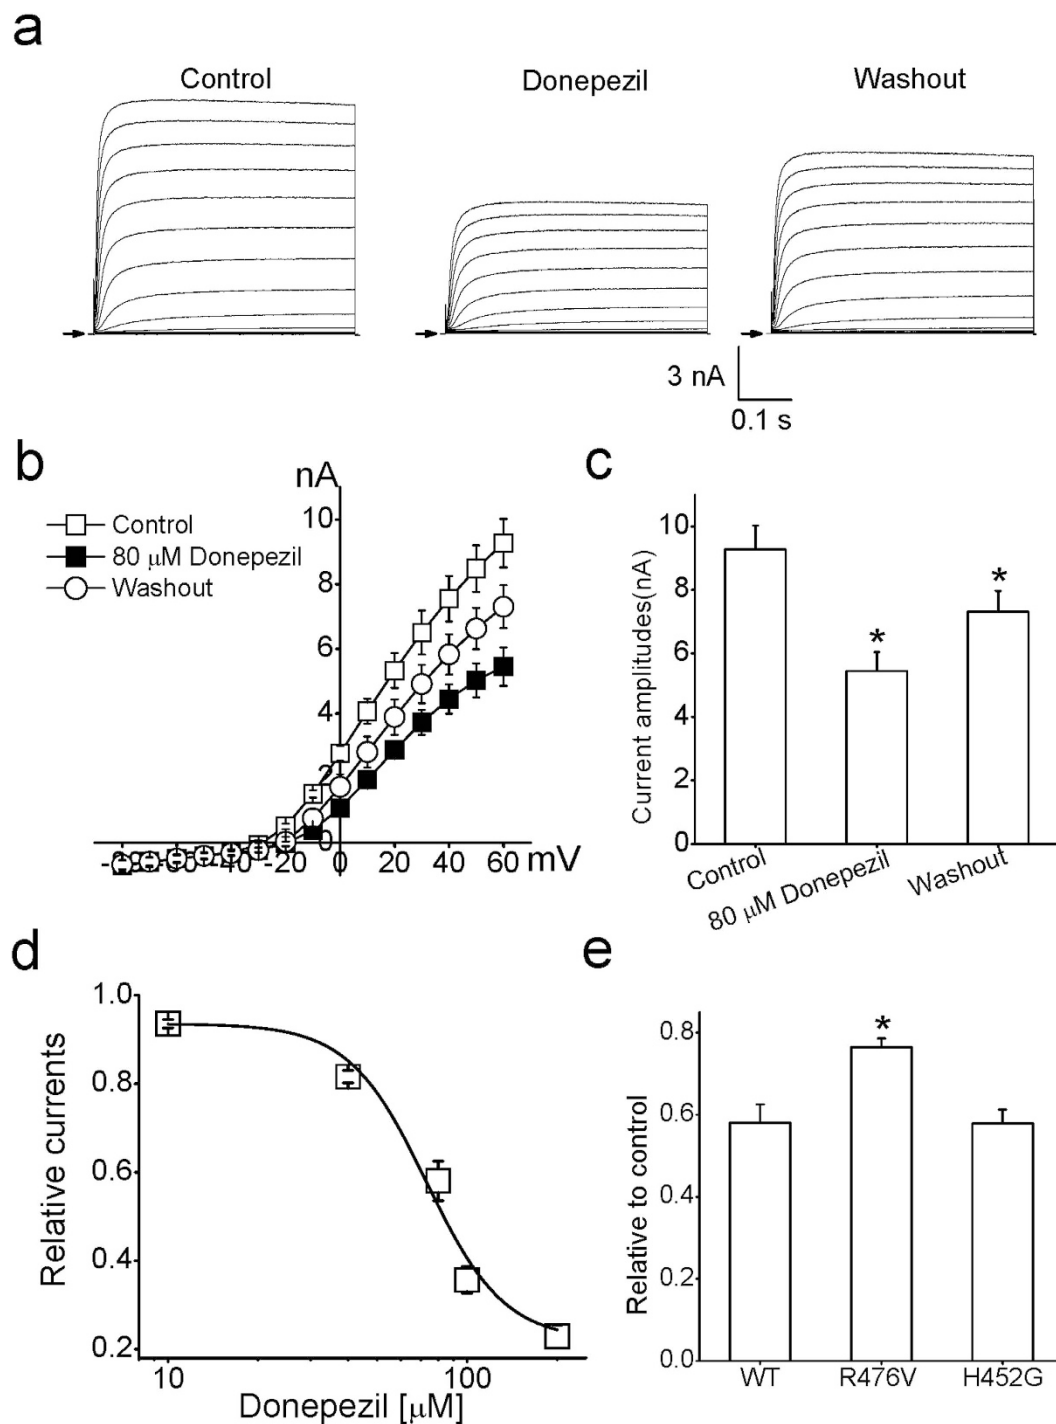 a
Control
Donepezil
Washout
3 nA
0.1 s
b
nA
Control
80 μM Donepezil
Washout
10
8
6
4
2
0
-40 -20 0 20 40 60 mV
c
Current amplitudes(nA)
10
8
6
4
2
0
Control
80 μM Donepezil
Washout
*
*
d
Relative currents
1.0
0.8
0.6
0.4
0.2
10 100
Donepezil [μM]
e
Relative to control
0.8
0.6
0.4
0.2
0.0
*
WT R476V H452G